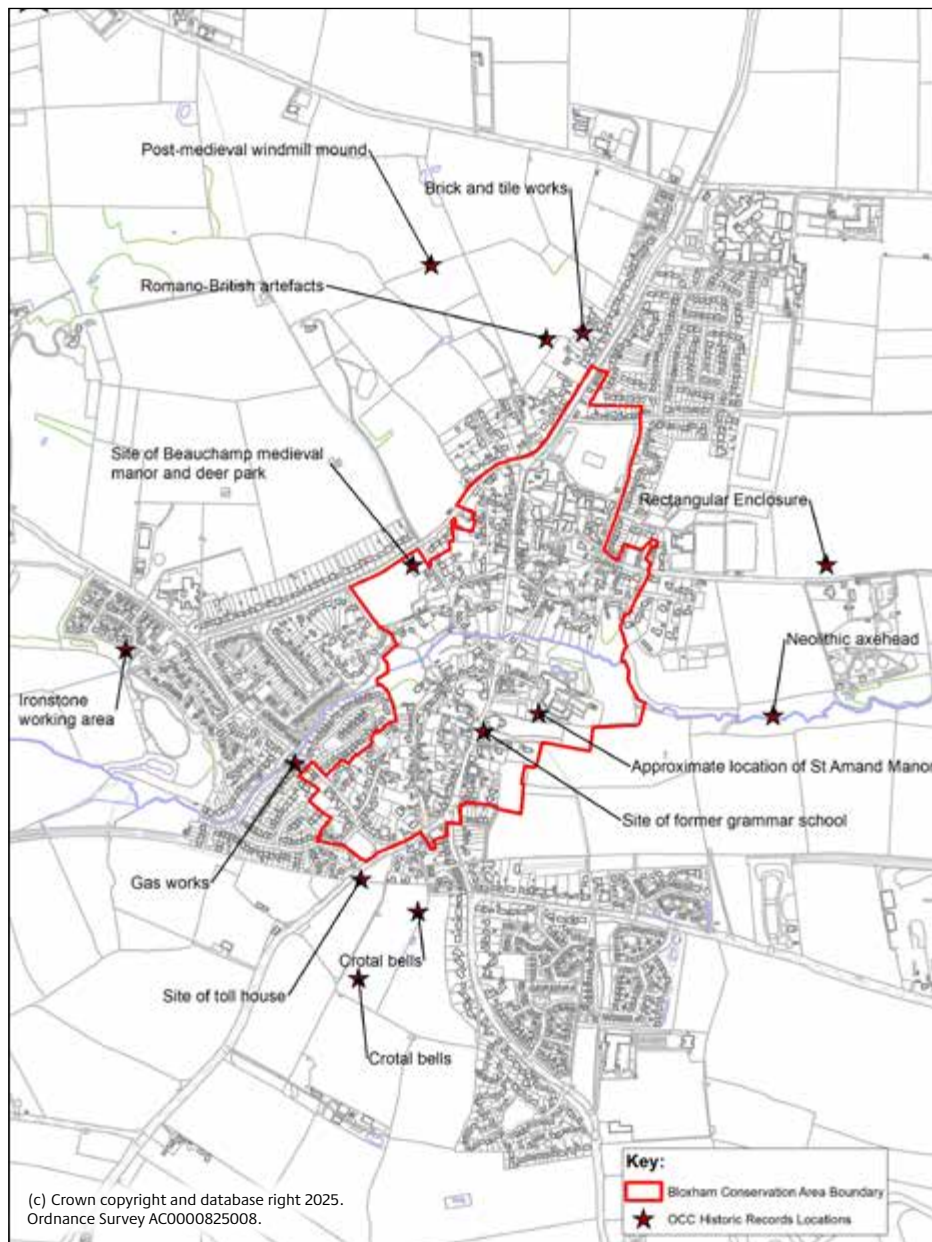 Post-medieval windmill mound
Brick and tile works
Romano-British artefacts
Site of Beauchamp medieval
manor and deer park
Rectangular Enclosure
Neolithic axehead
Ironstone
working area
Approximate location of St Amand Manor
Site of former grammar school
Gas works
Crotal bells
Site of toll house
Crotal bells
Key:
Bloxham Conservation Area Boundary
OCC Historic Records Locations
(c) Crown copyright and database right 2025.
Ordnance Survey AC0000825008.